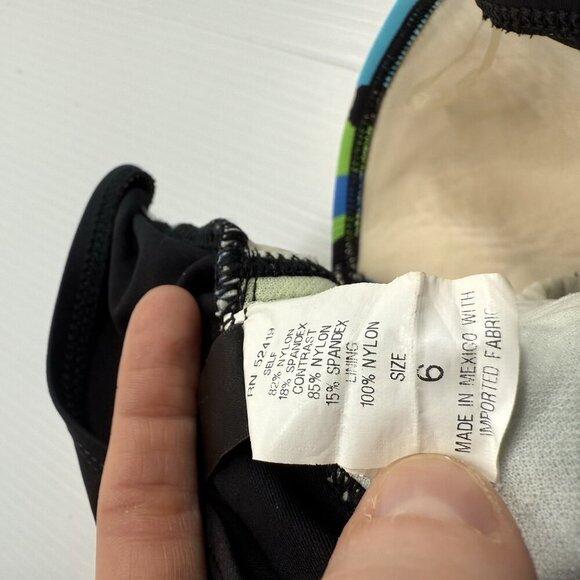 RN 52419
SELF
82% NYLON
18% SPANDEX
CONTRAST
85% NYLON
15% SPANDEX
LINING
100% NYLON
SIZE
6
MADE IN MEXICO WITH
IMPORTED FABRIC